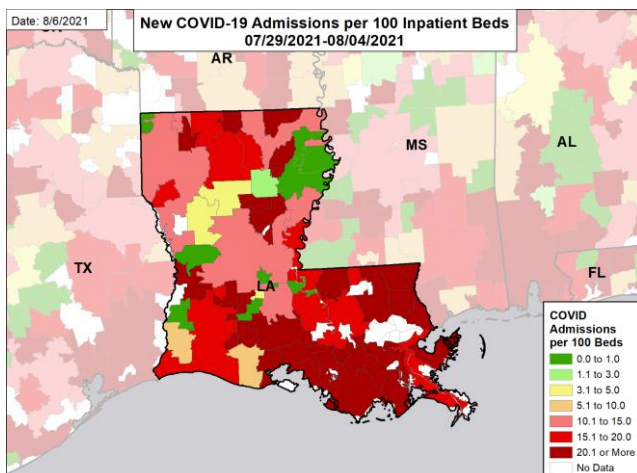 Date: 8/6/2021
New COVID-19 Admissions per 100 Inpatient Beds
07/29/2021-08/04/2021
AR
MS
AL
TX
LA
FL
COVID
Admissions
per 100 Beds
0.0 to 1.0
1.1 to 3.0
3.1 to 5.0
5.1 to 10.0
10.1 to 15.0
15.1 to 20.0
20.1 or More
No Data